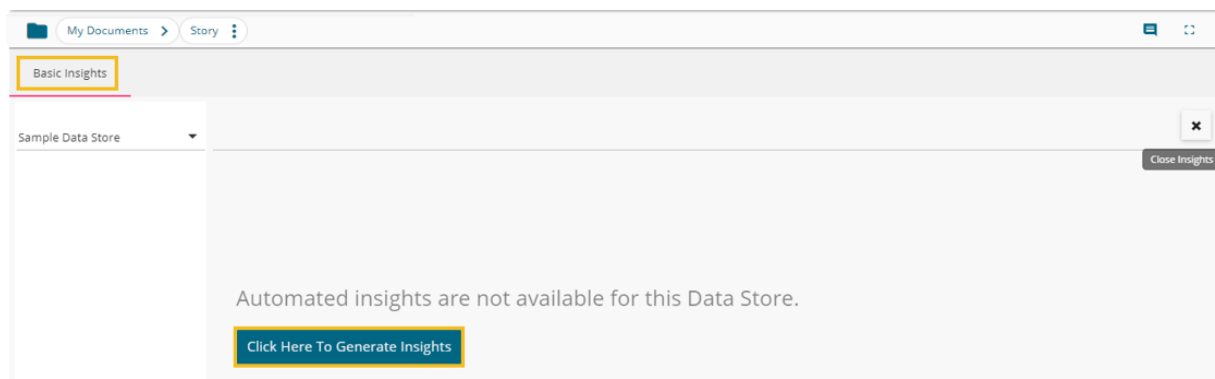 My Documents
Story
Basic Insights
Sample Data Store
Close Insights
Automated insights are not available for this Data Store.
Click Here To Generate Insights